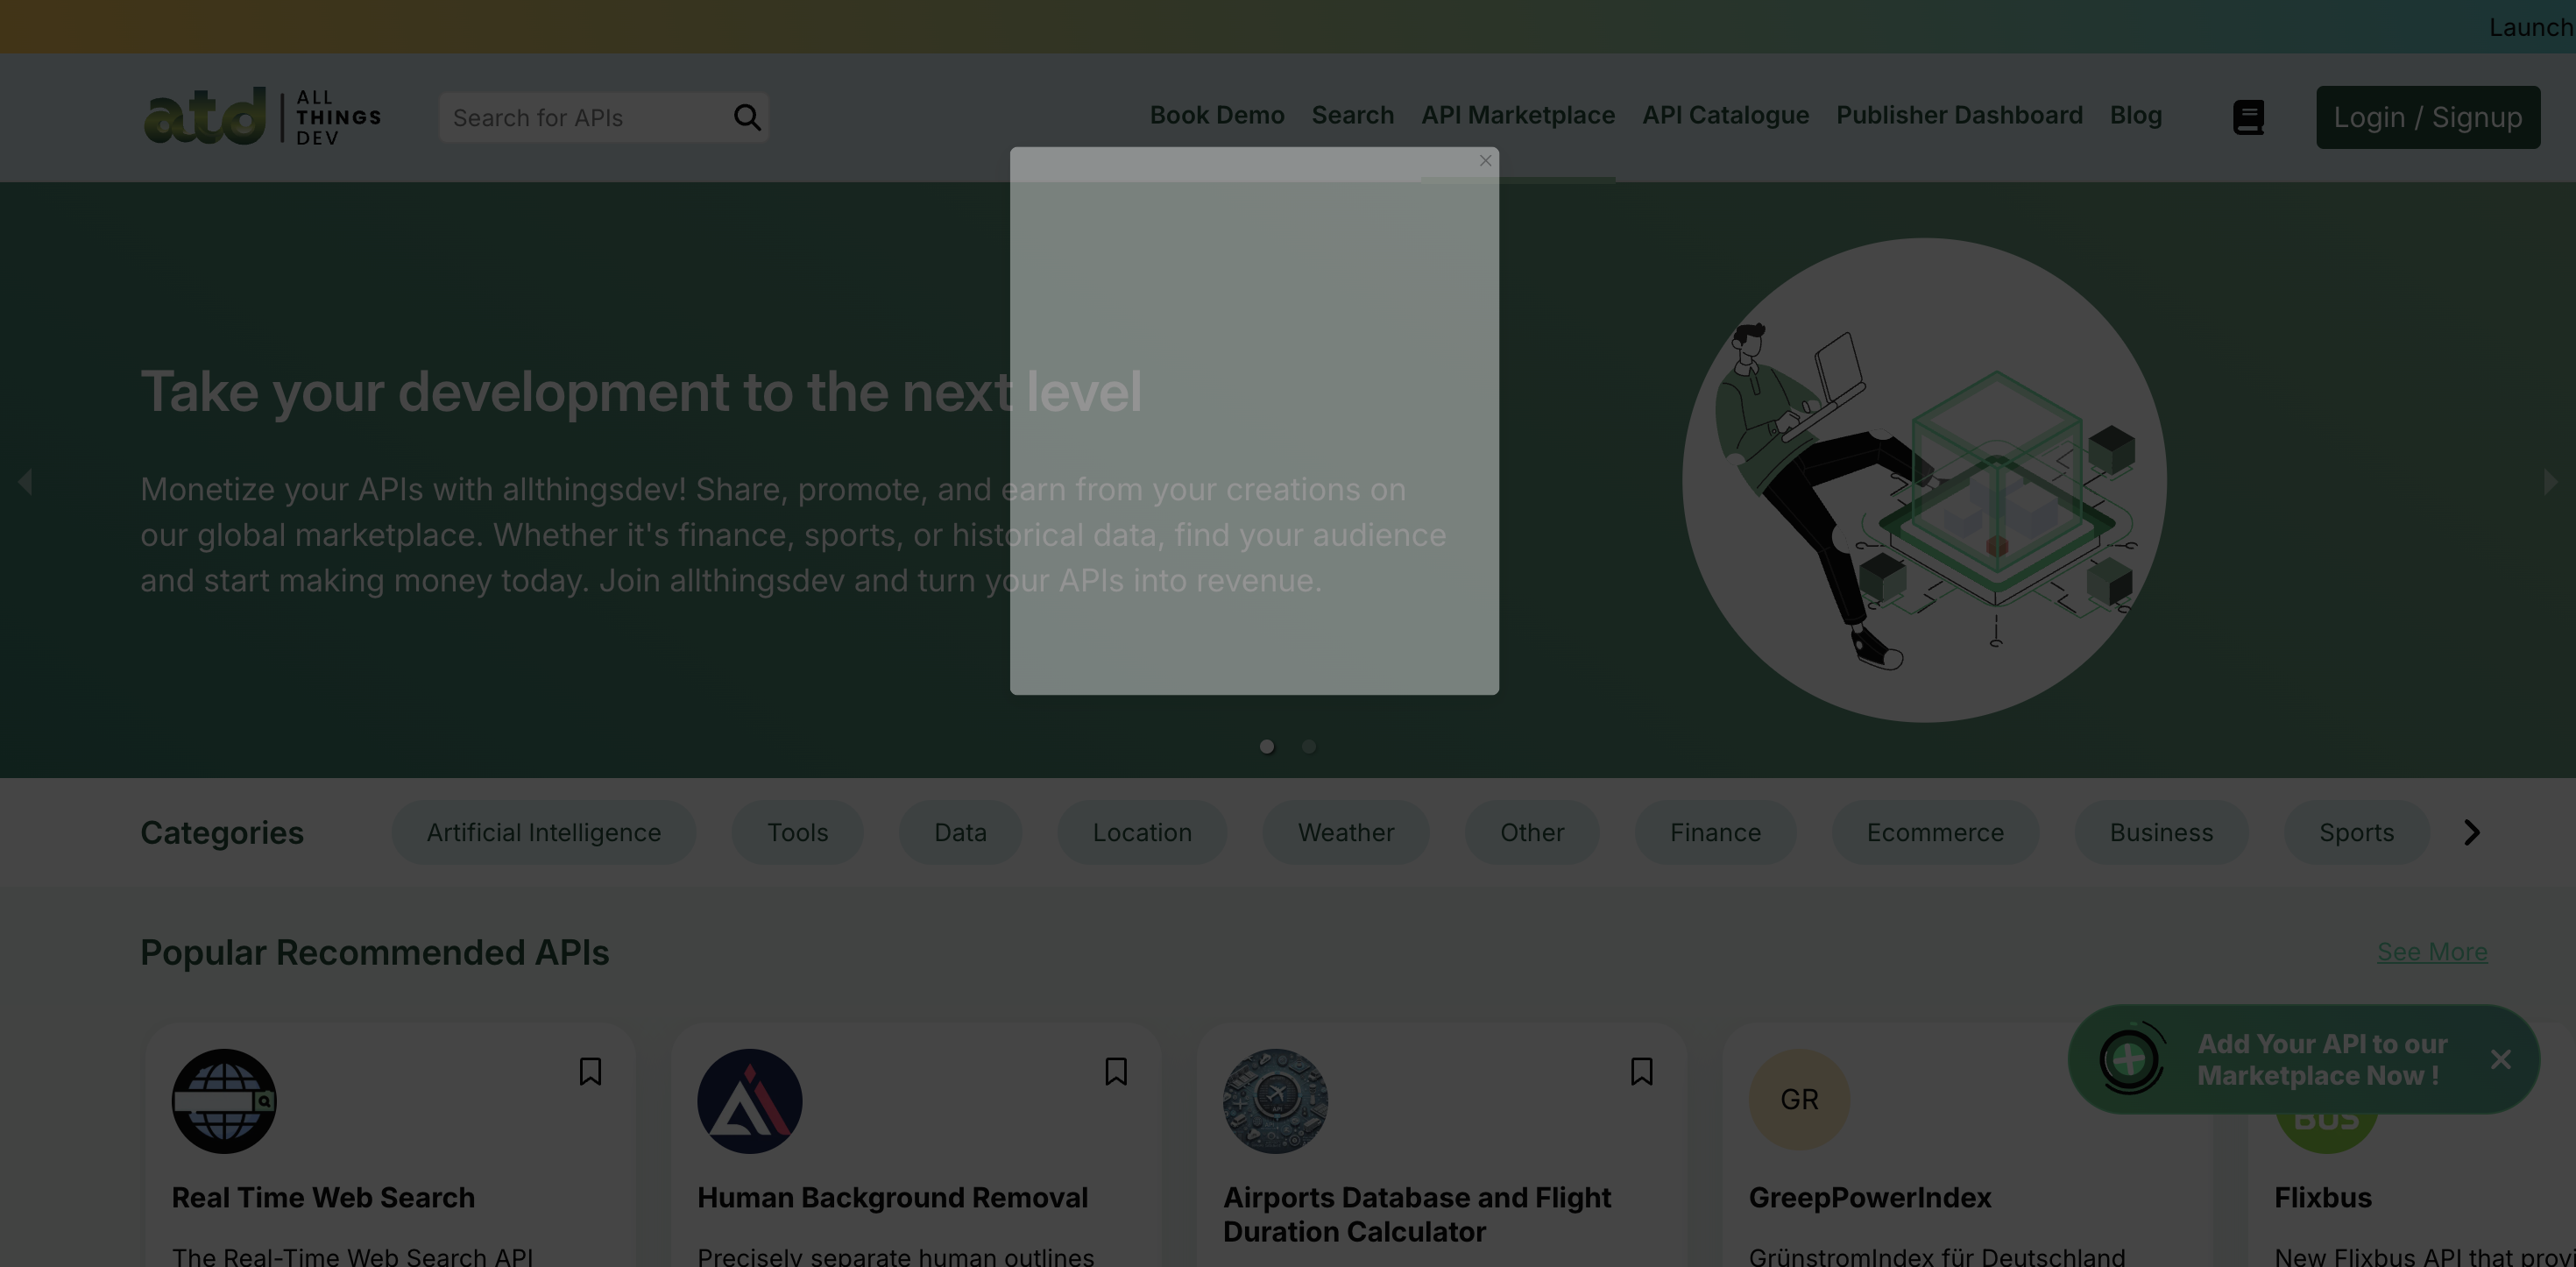 Launch
atd
ALL
THINGS
DEV
Search for APIs
Book Demo
Search
API Marketplace
API Catalogue
Publisher Dashboard
Blog
Login / Signup
Take your development to the next level
Monetize your APIs with allthingsdev! Share, promote, and earn from your creations on
our global marketplace. Whether it's finance, sports, or historical data, find your audience
and start making money today. Join allthingsdev and turn your APIs into revenue.
Categories
Artificial Intelligence
Tools
Data
Location
Weather
Other
Finance
Ecommerce
Business
Sports
Popular Recommended APIs
See More
Add Your API to our
Marketplace Now !
GR
BUS
Real Time Web Search
Human Background Removal
Airports Database and Flight
Duration Calculator
GreepPowerIndex
Flixbus
The Real-Time Web Search API
Precisely separate human outlines
GrünstromIndex für Deutschland
New Flixbus API that provi